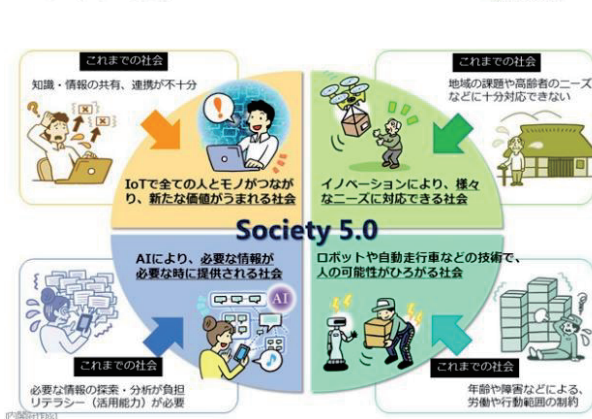 これまでの社会
知識・情報の共有、連携が不十分
IoTで全ての人とモノがつなが
り、新たな価値がうまれる社会
これまでの社会
地域の課題や高齢者のニーズ
などに十分対応できない
イノベーションにより、様々
なニーズに対応できる社会
Society 5.0
AIにより、必要な情報が
必要な時に提供される社会
AI
これまでの社会
必要な情報の探索・分析が負担
リテラシー（活用能力）が必要
ロボットや自動走行車などの技術で、
人の可能性がひろがる社会
これまでの社会
年齢や障害などによる、
労働や行動範囲の制約